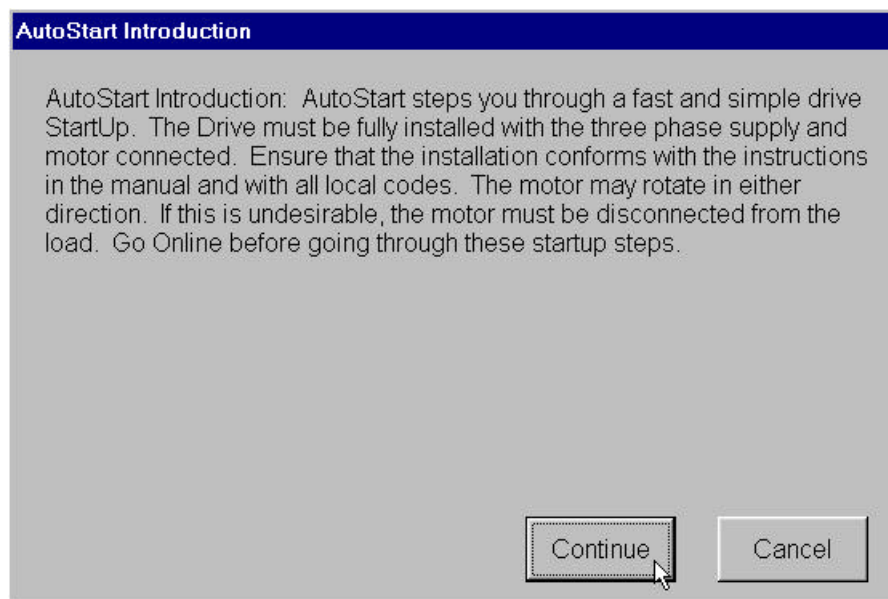 AutoStart Introduction
AutoStart Introduction: AutoStart steps you through a fast and simple drive
StartUp. The Drive must be fully installed with the three phase supply and
motor connected. Ensure that the installation conforms with the instructions
in the manual and with all local codes. The motor may rotate in either
direction. If this is undesirable, the motor must be disconnected from the
load. Go Online before going through these startup steps.
Continue Cancel